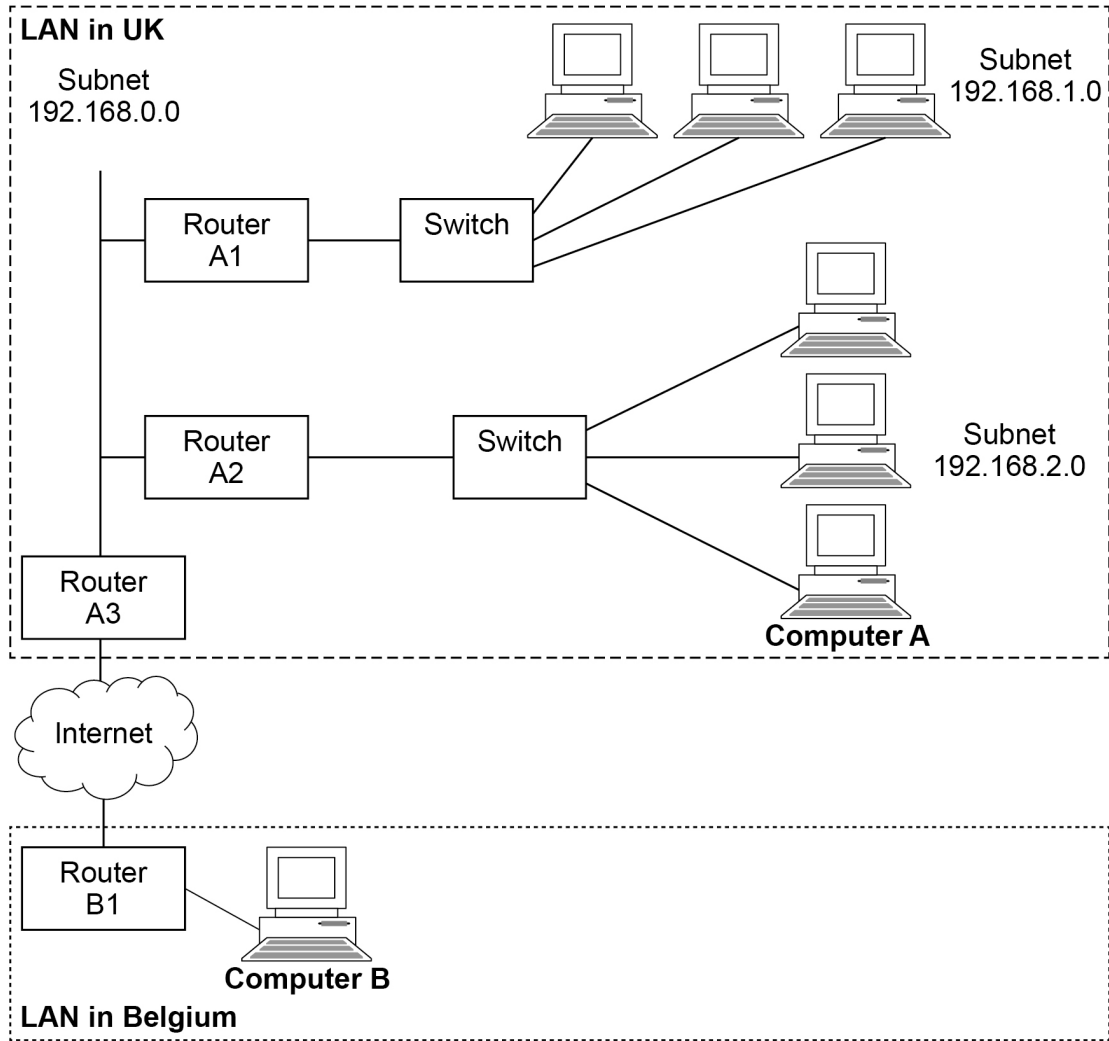 LAN in UK
Subnet
192.168.0.0
Subnet
192.168.1.0
Router
A1
Switch
Router
A2
Switch
Subnet
192.168.2.0
Router
A3
Computer A
Internet
Router
B1
Computer B
LAN in Belgium